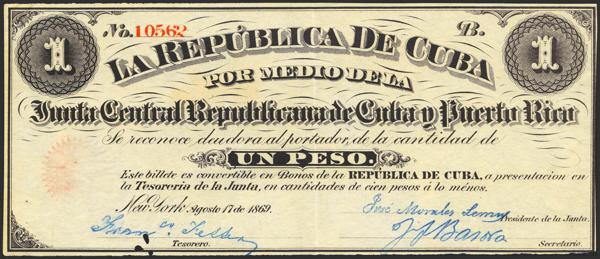 No. 10562 B.
1 LA REPÚBLICA DE CUBA 1
POR MEDIO DE LA
Junta Central Republicana de Cuba y Puerto Rico
Se reconoce deudora al portador, de la cantidad de
UN PESO.
Este billete es convertible en Bonos de la REPÚBLICA DE CUBA, a presentacion en
la Tesorería de la Junta, en cantidades de cien pesos á lo ménos.
New York Agosto 17 de 1869. José Morales Lemus
Presidente de la Junta.
Tesorero. Secretario.